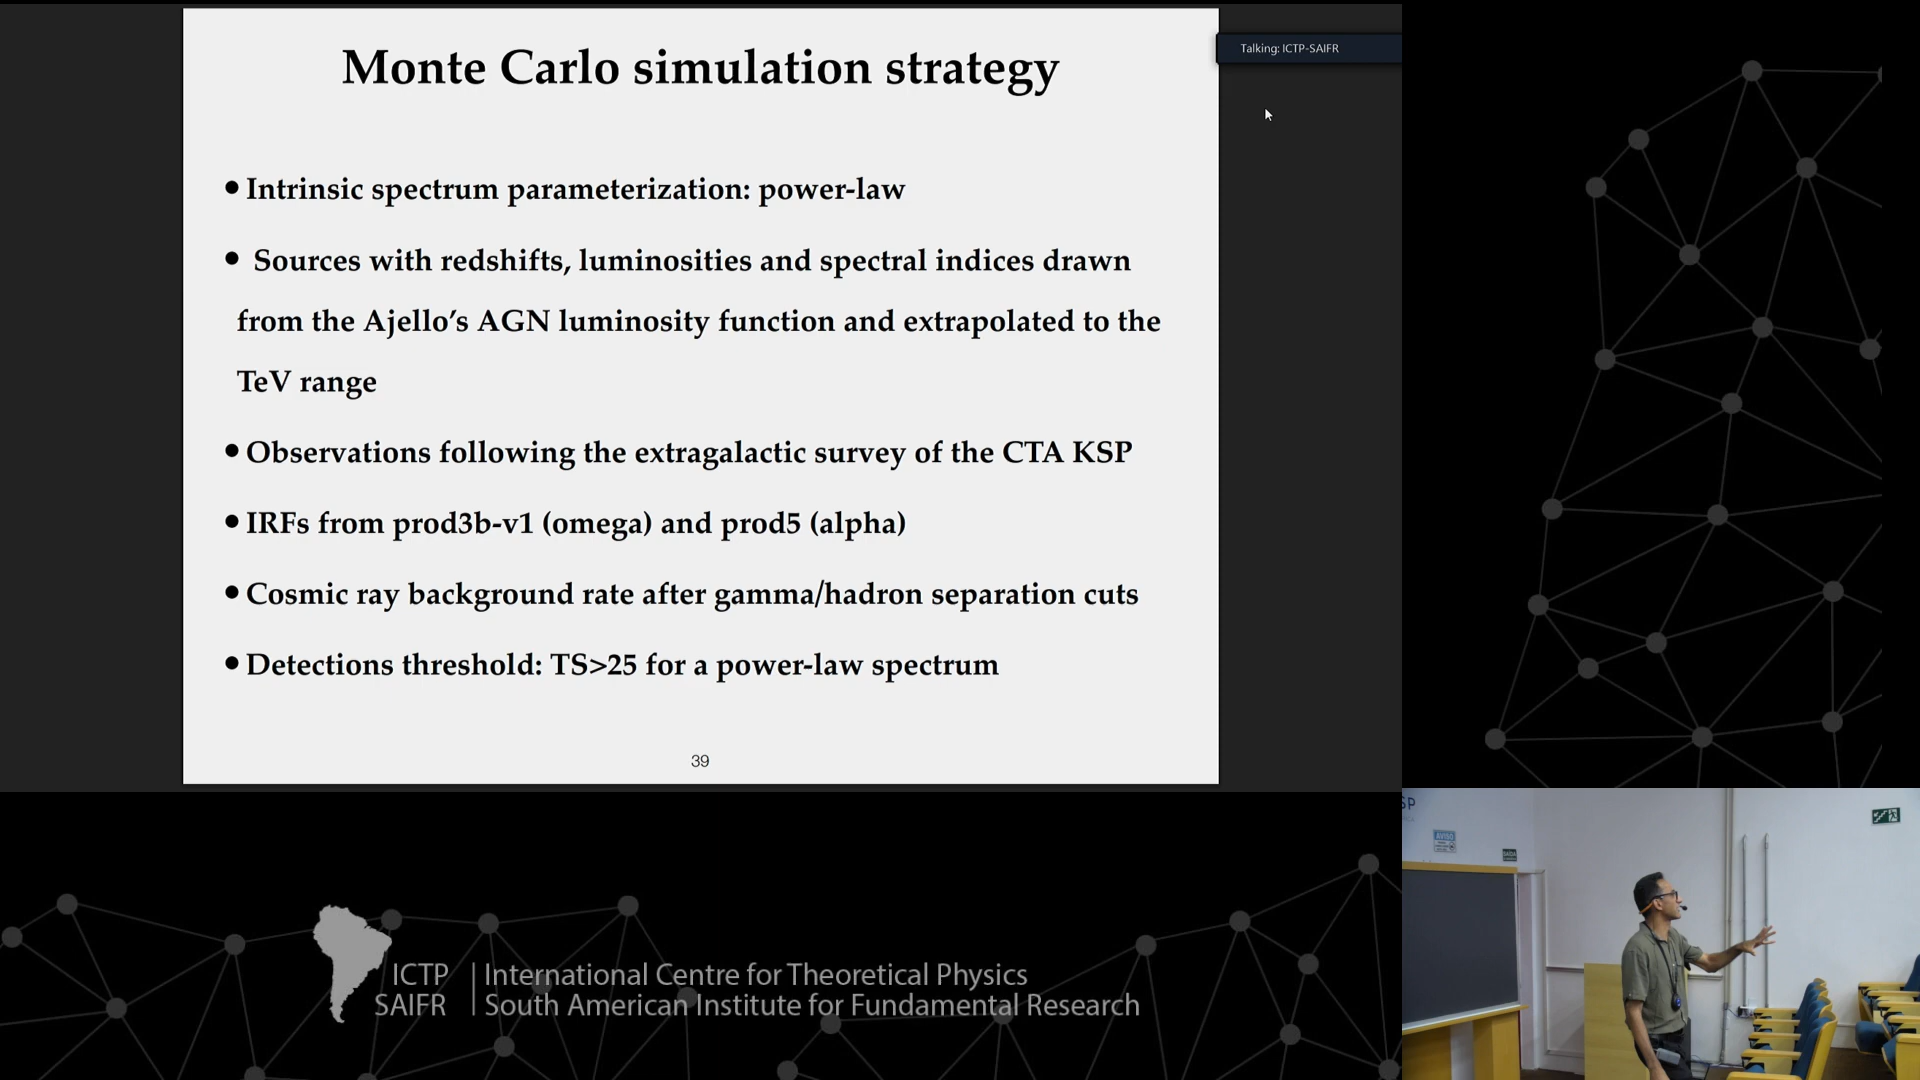 Monte Carlo simulation strategy
Talking: ICTP-SAIFR
•Intrinsic spectrum parameterization: power-law
• Sources with redshifts, luminosities and spectral indices drawn
from the Ajello’s AGN luminosity function and extrapolated to the
TeV range
•Observations following the extragalactic survey of the CTA KSP
•IRFs from prod3b-v1 (omega) and prod5 (alpha)
•Cosmic ray background rate after gamma/hadron separation cuts
•Detections threshold: TS>25 for a power-law spectrum
39
SP
AVISO
ICTP | International Centre for Theoretical Physics
SAIFR | South American Institute for Fundamental Research